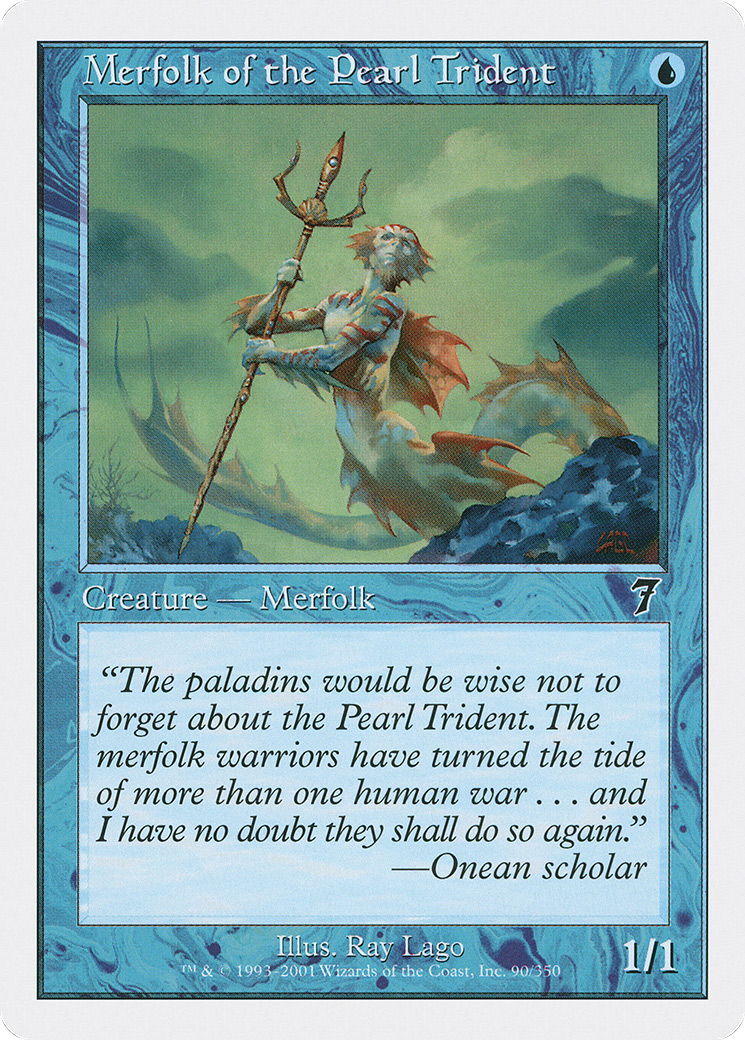 Merfolk of the Pearl Trident
LAGO
Creature — Merfolk
7
“The paladins would be wise not to
forget about the Pearl Trident. The
merfolk warriors have turned the tide
of more than one human war . . . and
I have no doubt they shall do so again.”
—Onean scholar
Illus. Ray Lago
1/1
™ & © 1993-2001 Wizards of the Coast, Inc. 90/350